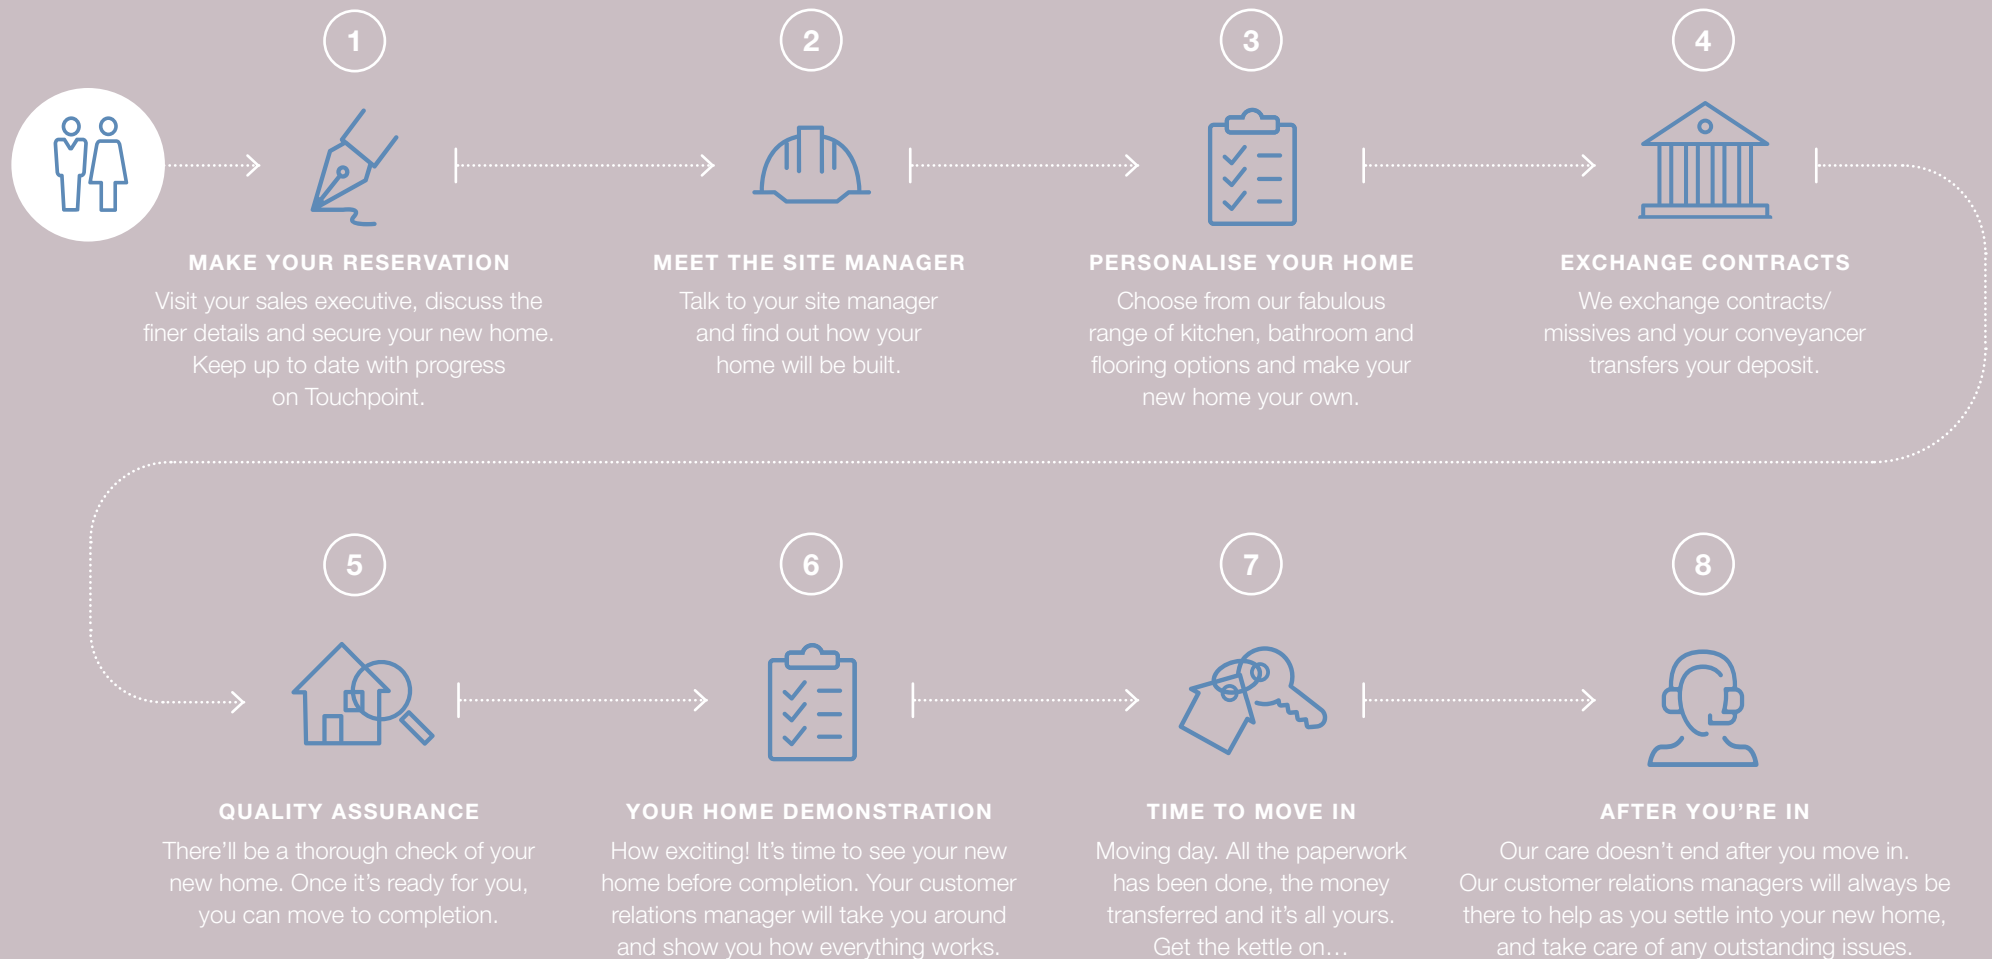 1
MAKE YOUR RESERVATION
Visit your sales executive, discuss the
finer details and secure your new home.
Keep up to date with progress
on Touchpoint.
2
MEET THE SITE MANAGER
Talk to your site manager
and find out how your
home will be built.
3
PERSONALISE YOUR HOME
Choose from our fabulous
range of kitchen, bathroom and
flooring options and make your
new home your own.
4
EXCHANGE CONTRACTS
We exchange contracts/
missives and your conveyancer
transfers your deposit.
5
QUALITY ASSURANCE
There’ll be a thorough check of your
new home. Once it’s ready for you,
you can move to completion.
6
YOUR HOME DEMONSTRATION
How exciting! It’s time to see your new
home before completion. Your customer
relations manager will take you around
and show you how everything works.
7
TIME TO MOVE IN
Moving day. All the paperwork
has been done, the money
transferred and it’s all yours.
Get the kettle on…
8
AFTER YOU’RE IN
Our care doesn’t end after you move in.
Our customer relations managers will always be
there to help as you settle into your new home,
and take care of any outstanding issues.